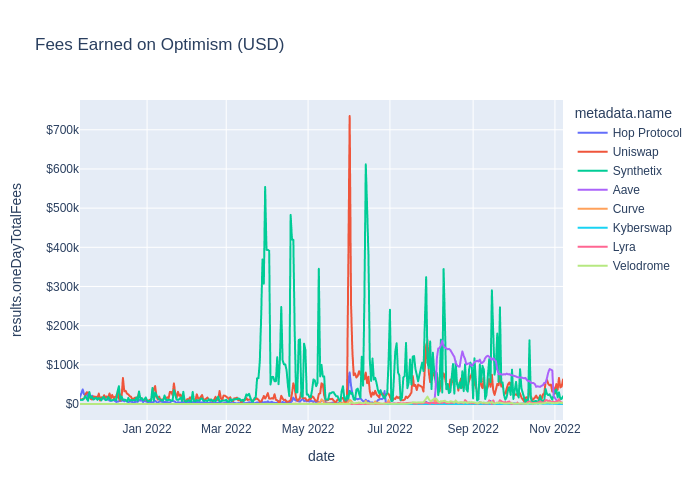 Fees Earned on Optimism (USD)
metadata.name
Hop Protocol
Uniswap
Synthetix
Aave
Curve
Kyberswap
Lyra
Velodrome
results.oneDayTotalFees
$700k
$600k
$500k
$400k
$300k
$200k
$100k
$0
Jan 2022
Mar 2022
May 2022
Jul 2022
Sep 2022
Nov 2022
date